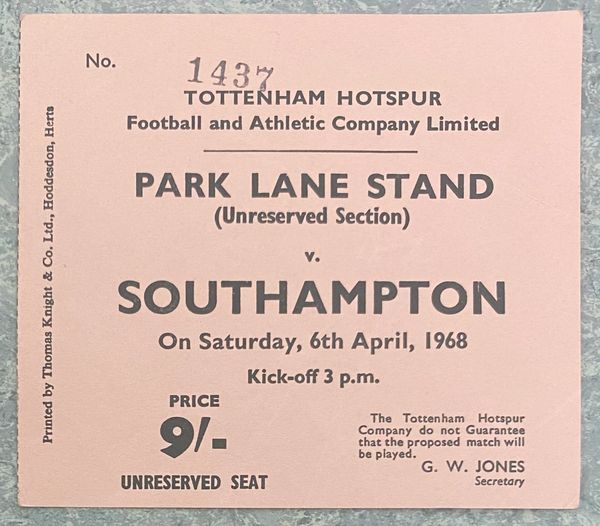 No. 1437
TOTTENHAM HOTSPUR
Football and Athletic Company Limited
PARK LANE STAND
(Unreserved Section)
v.
SOUTHAMPTON
On Saturday, 6th April, 1968
Kick-off 3 p.m.
PRICE
9/-
UNRESERVED SEAT
The Tottenham Hotspur
Company do not Guarantee
that the proposed match will
be played.
G. W. JONES
Secretary
Printed by Thomas Knight & Co. Ltd., Hoddesdon, Herts